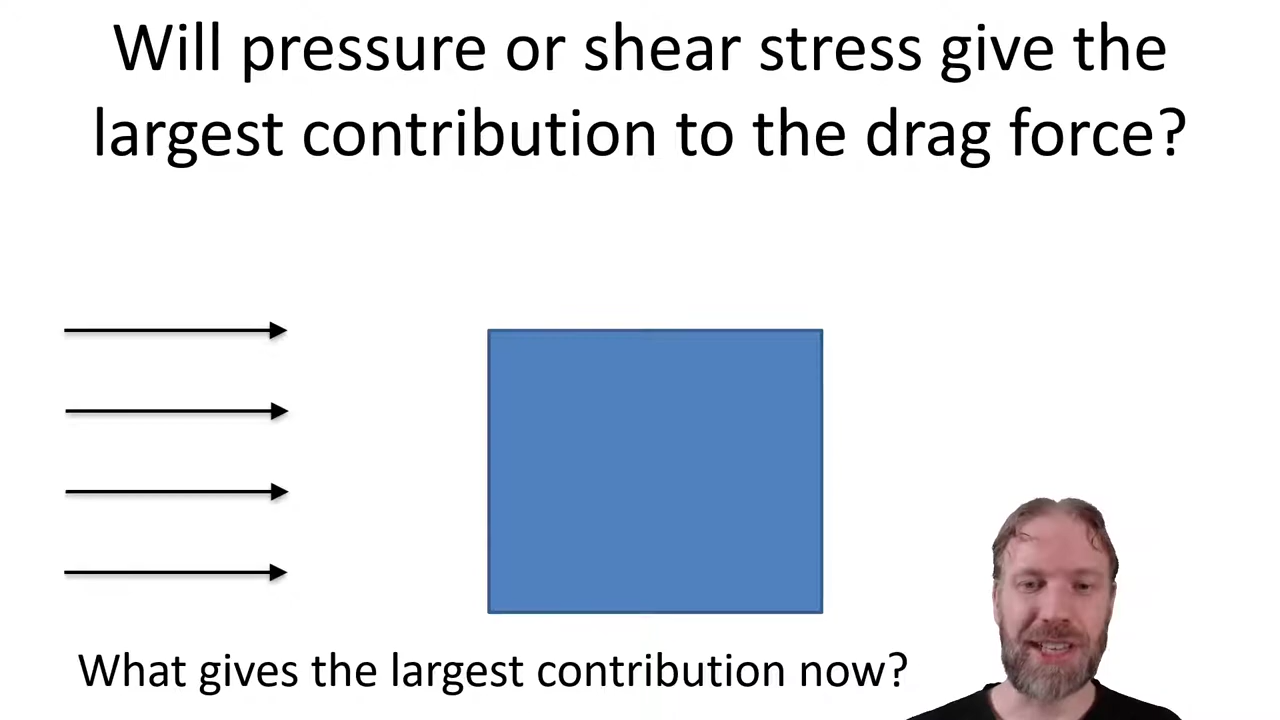 Will pressure or shear stress give the
largest contribution to the drag force?
What gives the largest contribution now?